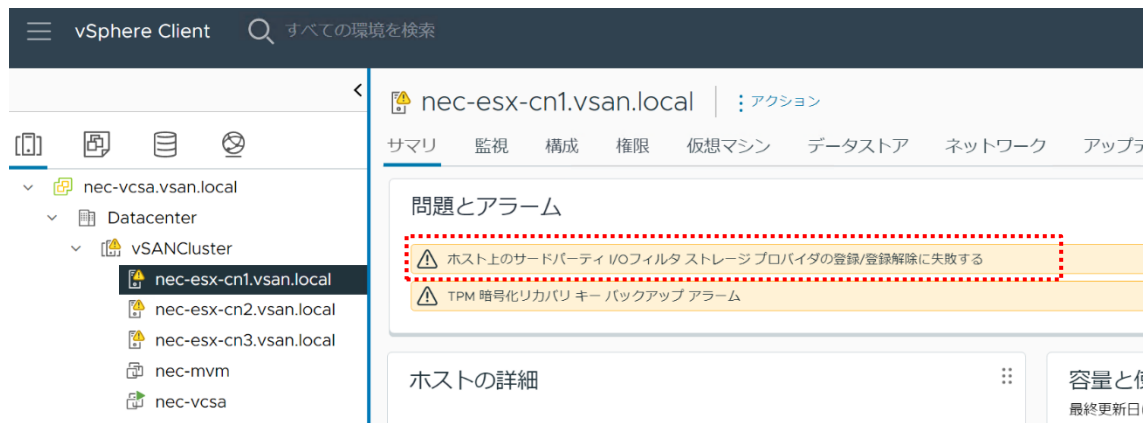 vSphere Client すべての環境を検索
nec-esx-cn1.vsan.local アクション
サマリ 監視 構成 権限 仮想マシン データストア ネットワーク アップデ
nec-vcsa.vsan.local
Datacenter
vSANCluster
nec-esx-cn1.vsan.local
nec-esx-cn2.vsan.local
nec-esx-cn3.vsan.local
nec-mvm
nec-vcsa
問題とアラーム
ホスト上のサードパーティ I/Oフィルタ ストレージ プロバイダの登録/登録解除に失敗する
TPM 暗号化リカバリ キー バックアップ アラーム
ホストの詳細
容量と使
最終更新日